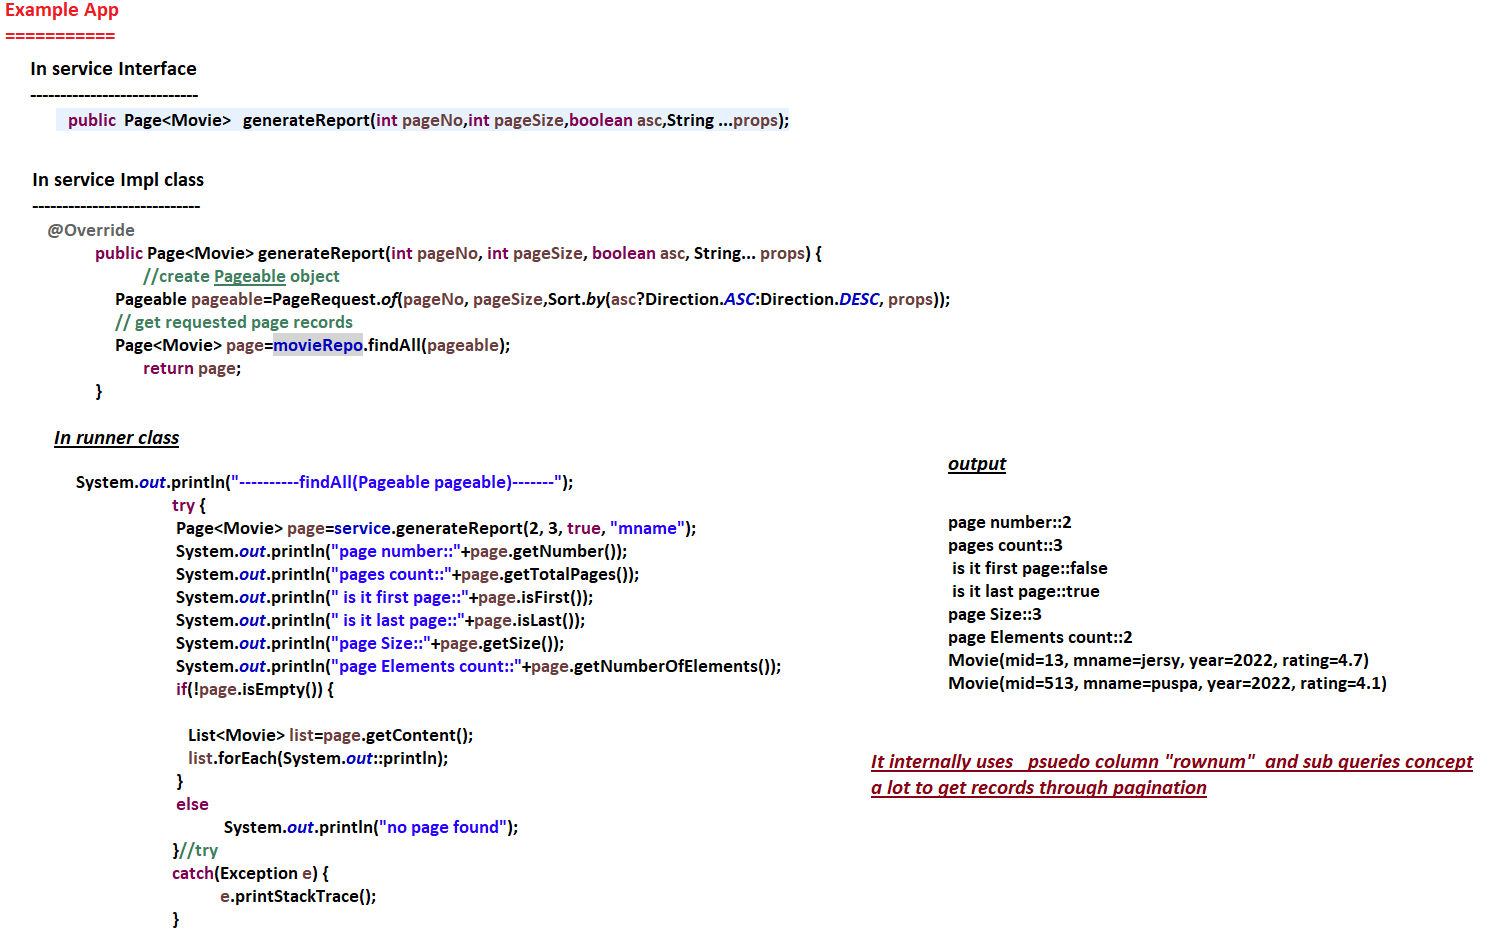 Example App
===========
In service Interface
----------------------------
public Page<Movie> generateReport(int pageNo,int pageSize,boolean asc,String ...props);
In service Impl class
----------------------------
@Override
public Page<Movie> generateReport(int pageNo, int pageSize, boolean asc, String... props) {
//create Pageable object
Pageable pageable=PageRequest.of(pageNo, pageSize,Sort.by(asc?Direction.ASC:Direction.DESC, props));
// get requested page records
Page<Movie> page=movieRepo.findAll(pageable);
return page;
}
In runner class
System.out.println("----------findAll(Pageable pageable)-------");
try {
Page<Movie> page=service.generateReport(2, 3, true, "mname");
System.out.println("page number::"+page.getNumber());
System.out.println("pages count::"+page.getTotalPages());
System.out.println(" is it first page::"+page.isFirst());
System.out.println(" is it last page::"+page.isLast());
System.out.println("page Size::"+page.getSize());
System.out.println("page Elements count::"+page.getNumberOfElements());
if(!page.isEmpty()) {
List<Movie> list=page.getContent();
list.forEach(System.out::println);
}
else
System.out.println("no page found");
}//try
catch(Exception e) {
e.printStackTrace();
}
output
page number::2
pages count::3
is it first page::false
is it last page::true
page Size::3
page Elements count::2
Movie(mid=13, mname=jersy, year=2022, rating=4.7)
Movie(mid=513, mname=puspa, year=2022, rating=4.1)
It internally uses psuedo column "rownum" and sub queries concept
a lot to get records through pagination